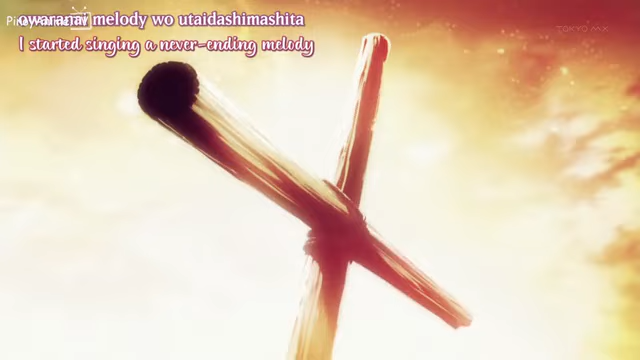 owaranai melody wo utaidashimashita
I started singing a never-ending melody
TOKYO MX